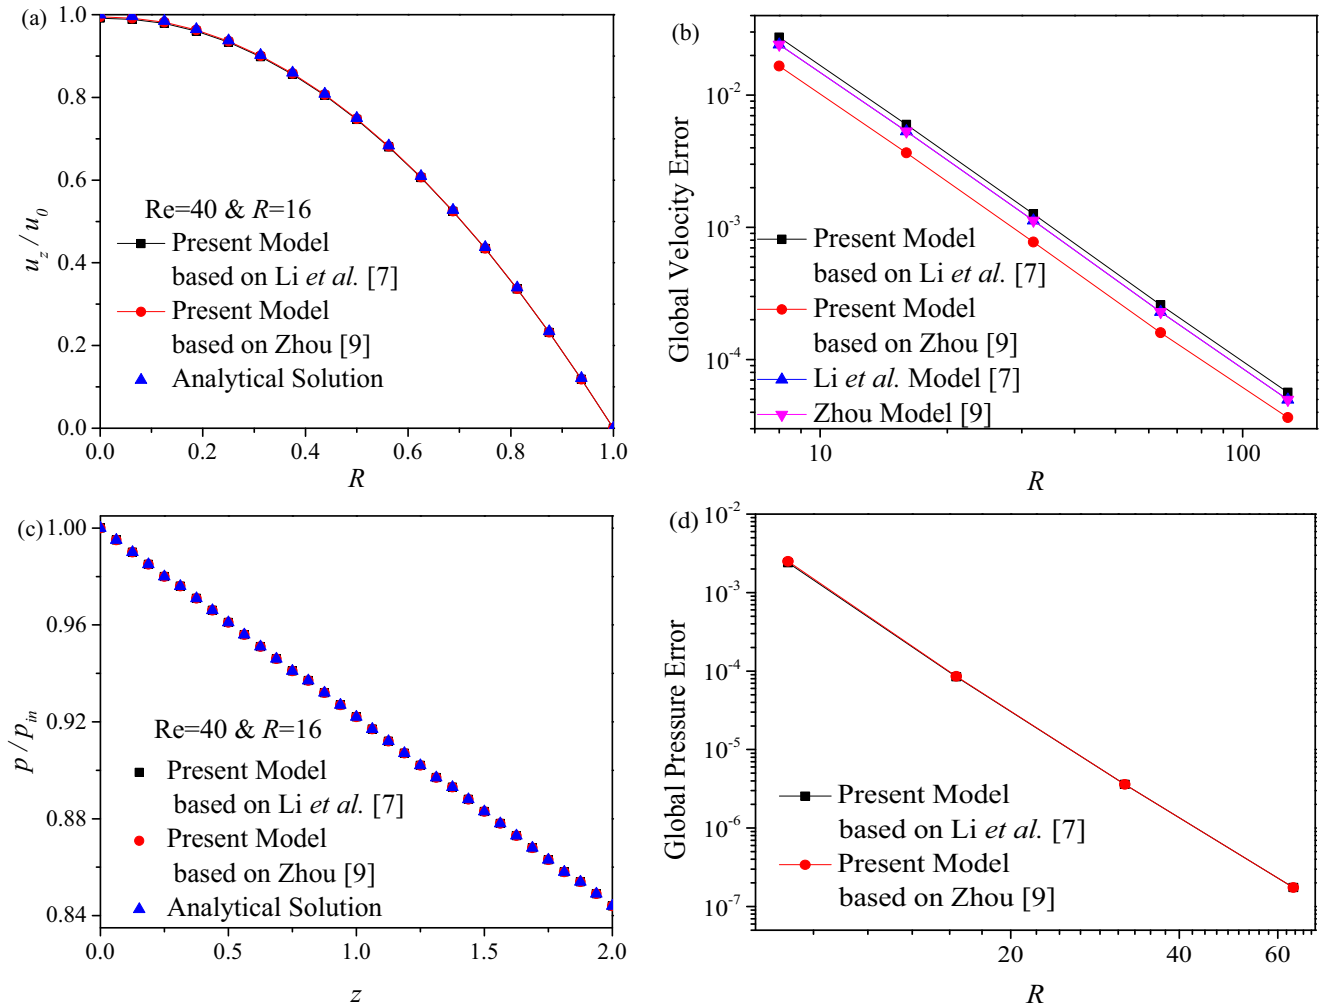 (a)
1.0
0.8
0.6
0.4
0.2
0.0
u_z / u_0
Re=40 & R=16
Present Model
based on Li et al. [7]
Present Model
based on Zhou [9]
Analytical Solution
0.0 0.2 0.4 0.6 0.8 1.0
R
(b)
10^-2
10^-3
10^-4
Global Velocity Error
Present Model
based on Li et al. [7]
Present Model
based on Zhou [9]
Li et al. Model [7]
Zhou Model [9]
10 100
R
(c)
1.00
0.96
0.92
0.88
0.84
p / p_in
Re=40 & R=16
Present Model
based on Li et al. [7]
Present Model
based on Zhou [9]
Analytical Solution
0.0 0.5 1.0 1.5 2.0
z
(d)
10^-2
10^-3
10^-4
10^-5
10^-6
10^-7
Global Pressure Error
Present Model
based on Li et al. [7]
Present Model
based on Zhou [9]
20 40 60
R